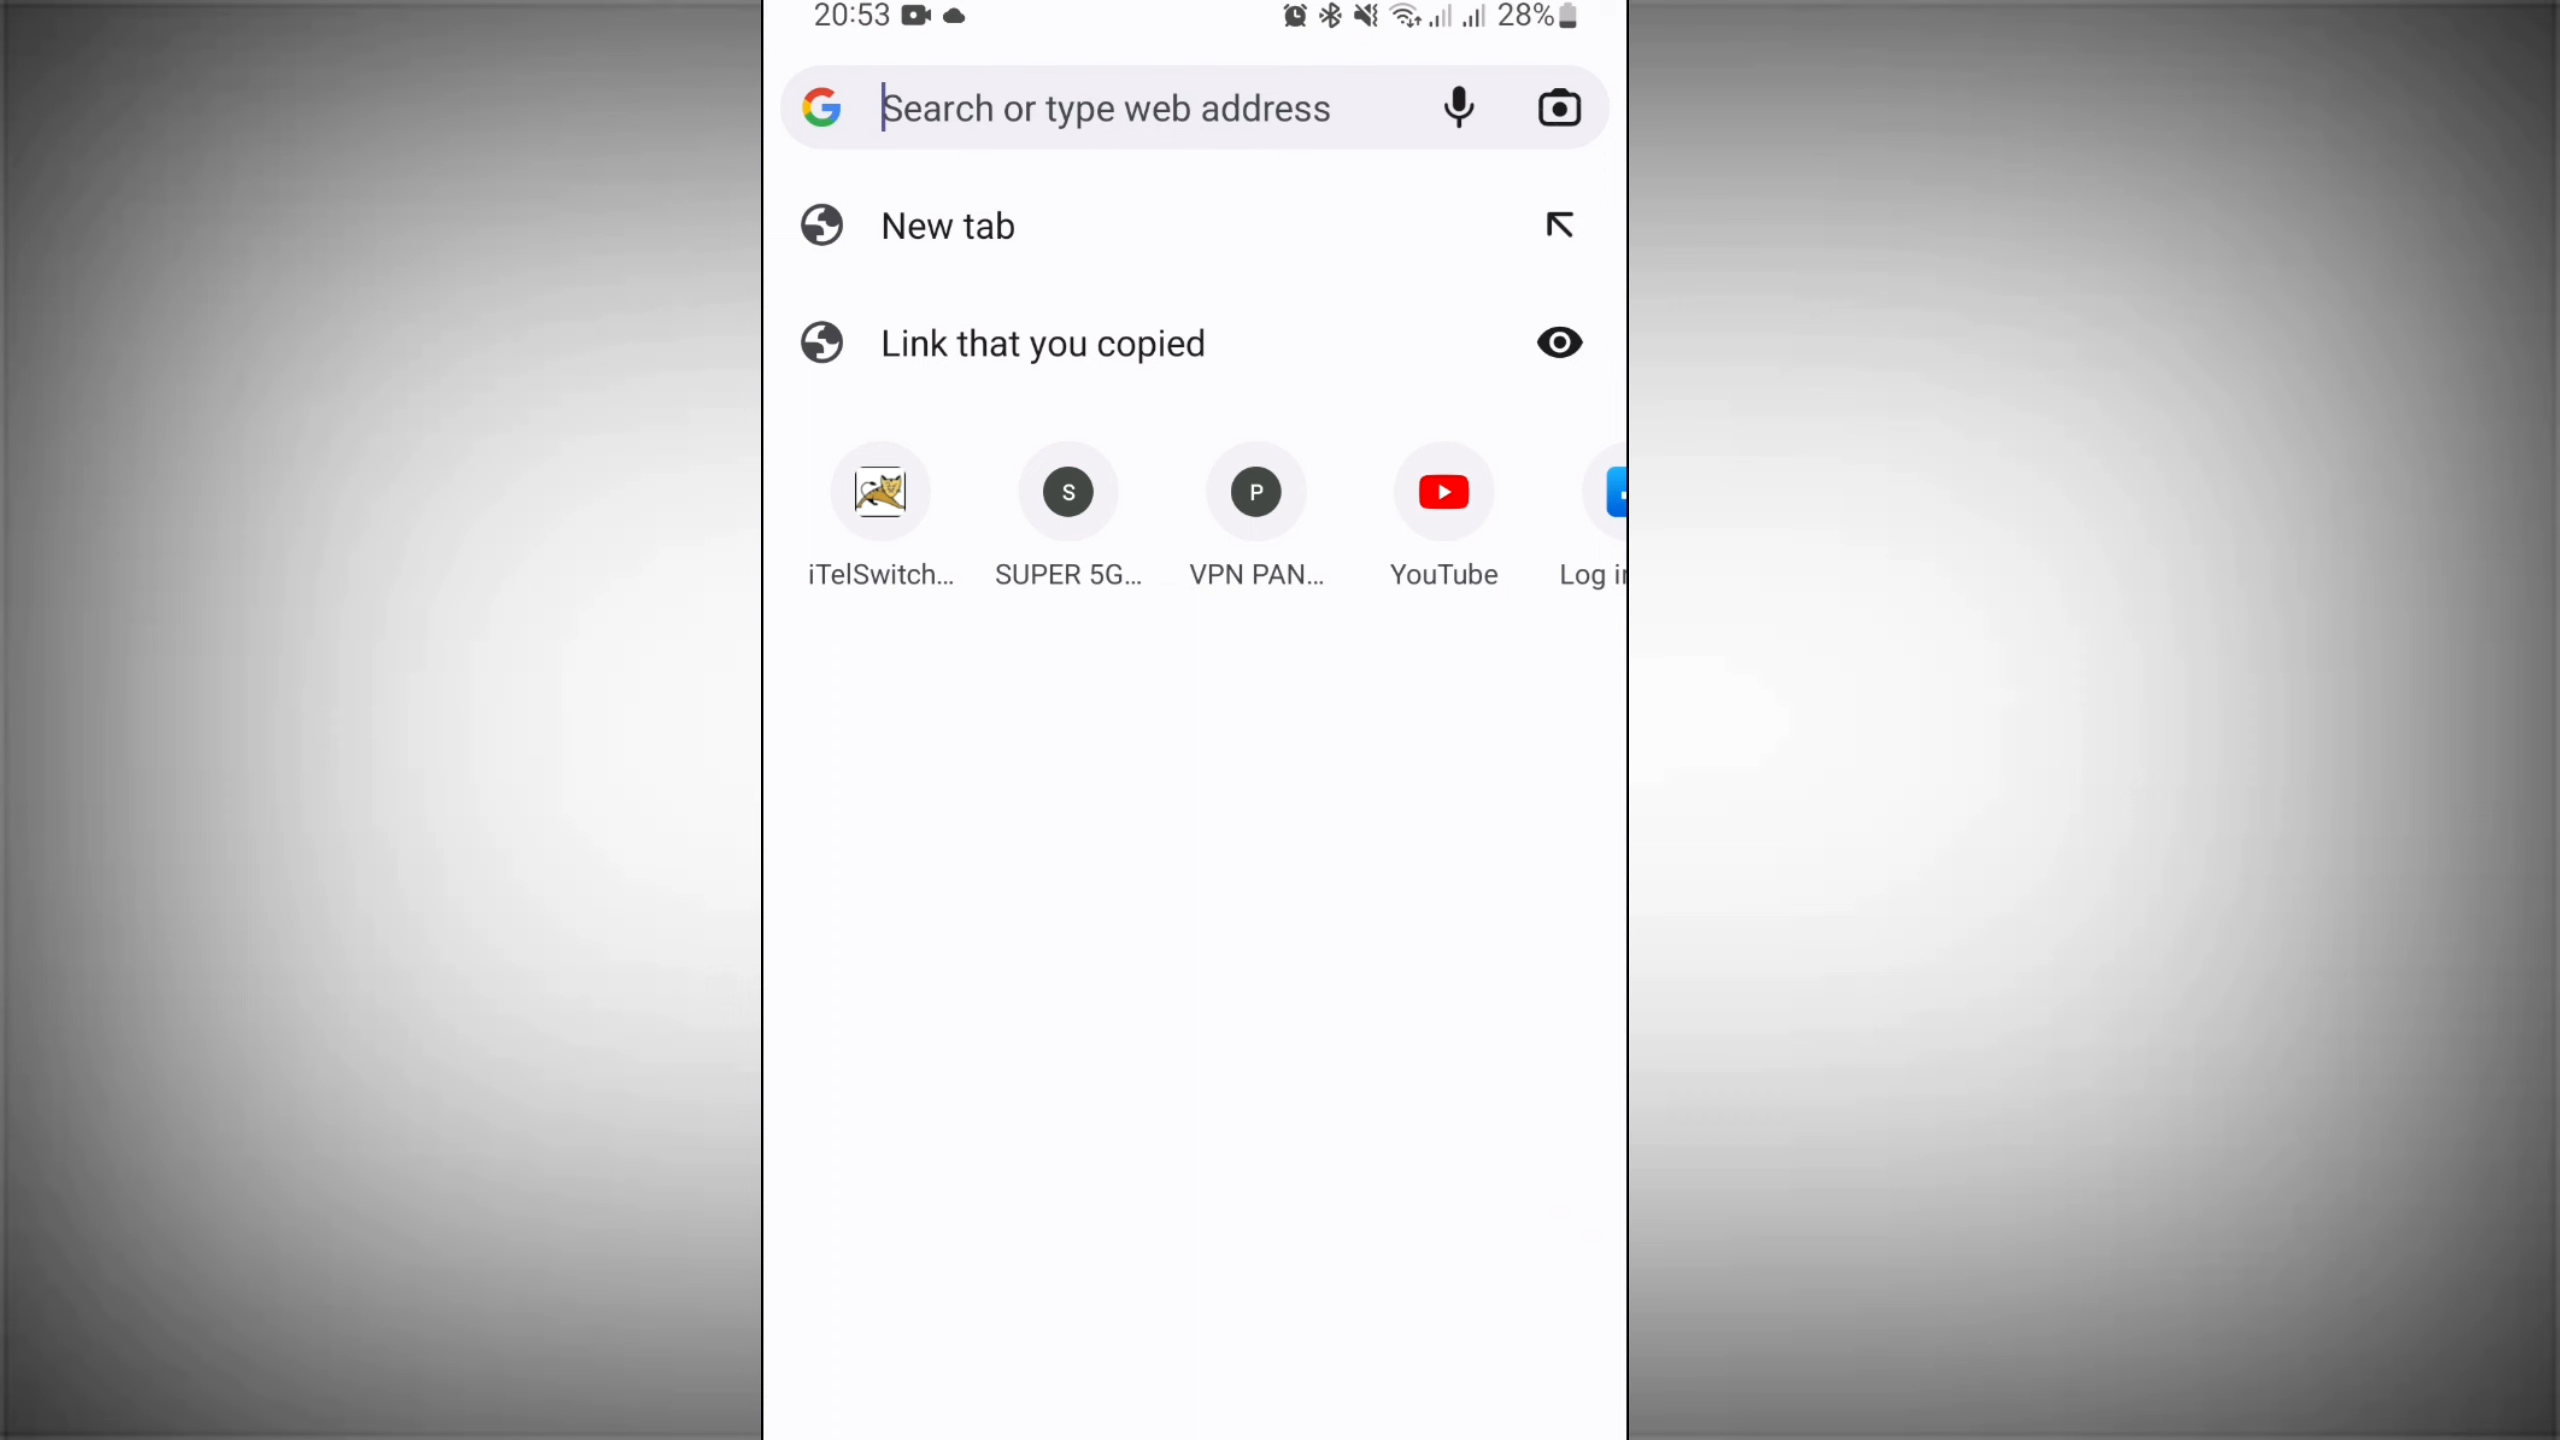 20:53 28%
Search or type web address
New tab
Link that you copied
S P
iTelSwitch... SUPER 5G... VPN PAN... YouTube Log in